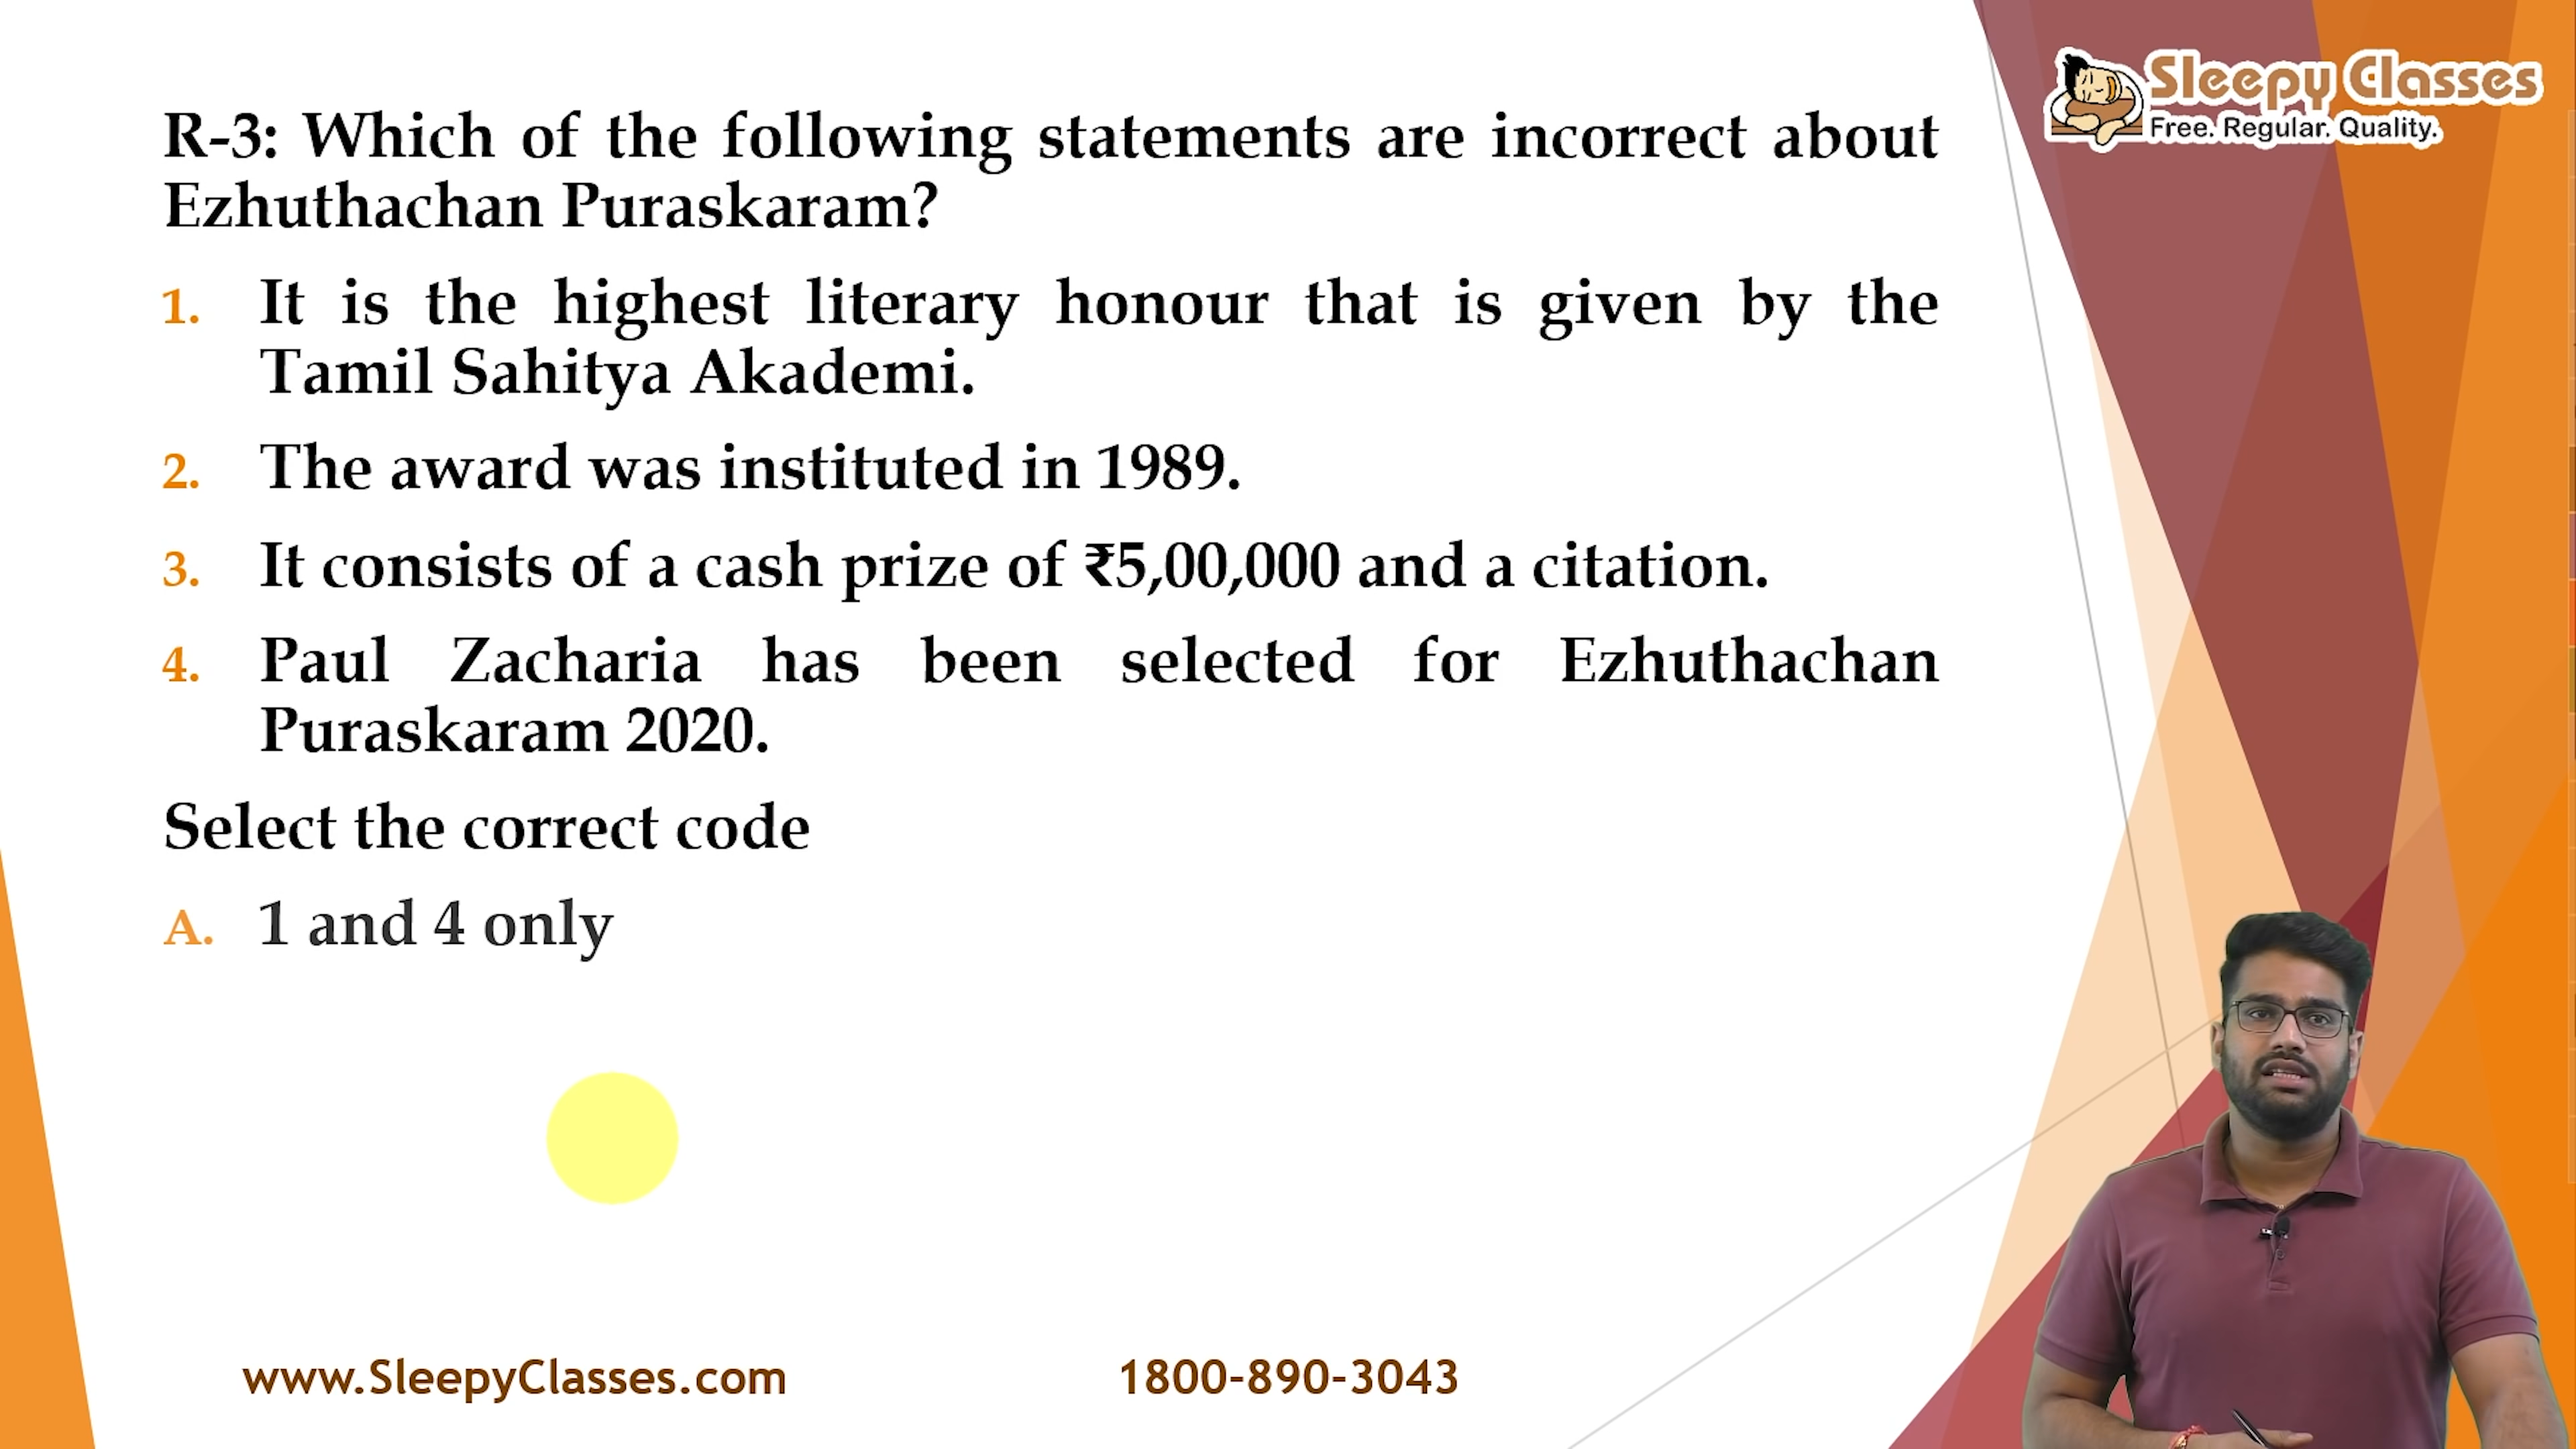 Sleepy Classes
Free. Regular. Quality.
R-3: Which of the following statements are incorrect about
Ezhuthachan Puraskaram?
1. It is the highest literary honour that is given by the
Tamil Sahitya Akademi.
2. The award was instituted in 1989.
3. It consists of a cash prize of ₹5,00,000 and a citation.
4. Paul Zacharia has been selected for Ezhuthachan
Puraskaram 2020.
Select the correct code
A. 1 and 4 only
www.SleepyClasses.com 1800-890-3043